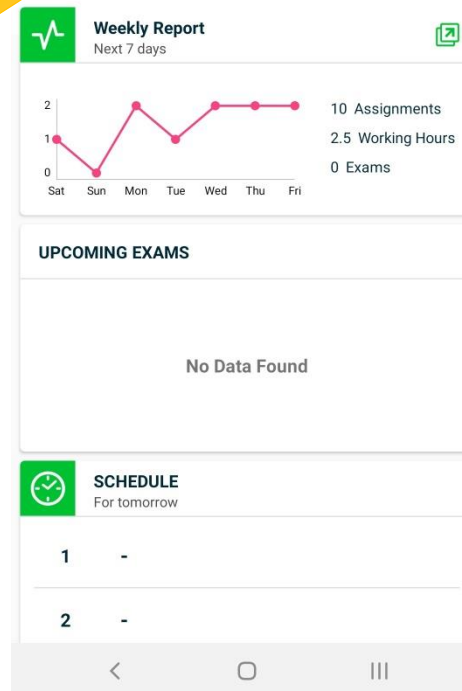 Weekly Report
Next 7 days
2
1
0
Sat Sun Mon Tue Wed Thu Fri
10 Assignments
2.5 Working Hours
0 Exams
UPCOMING EXAMS
No Data Found
SCHEDULE
For tomorrow
1 -
2 -